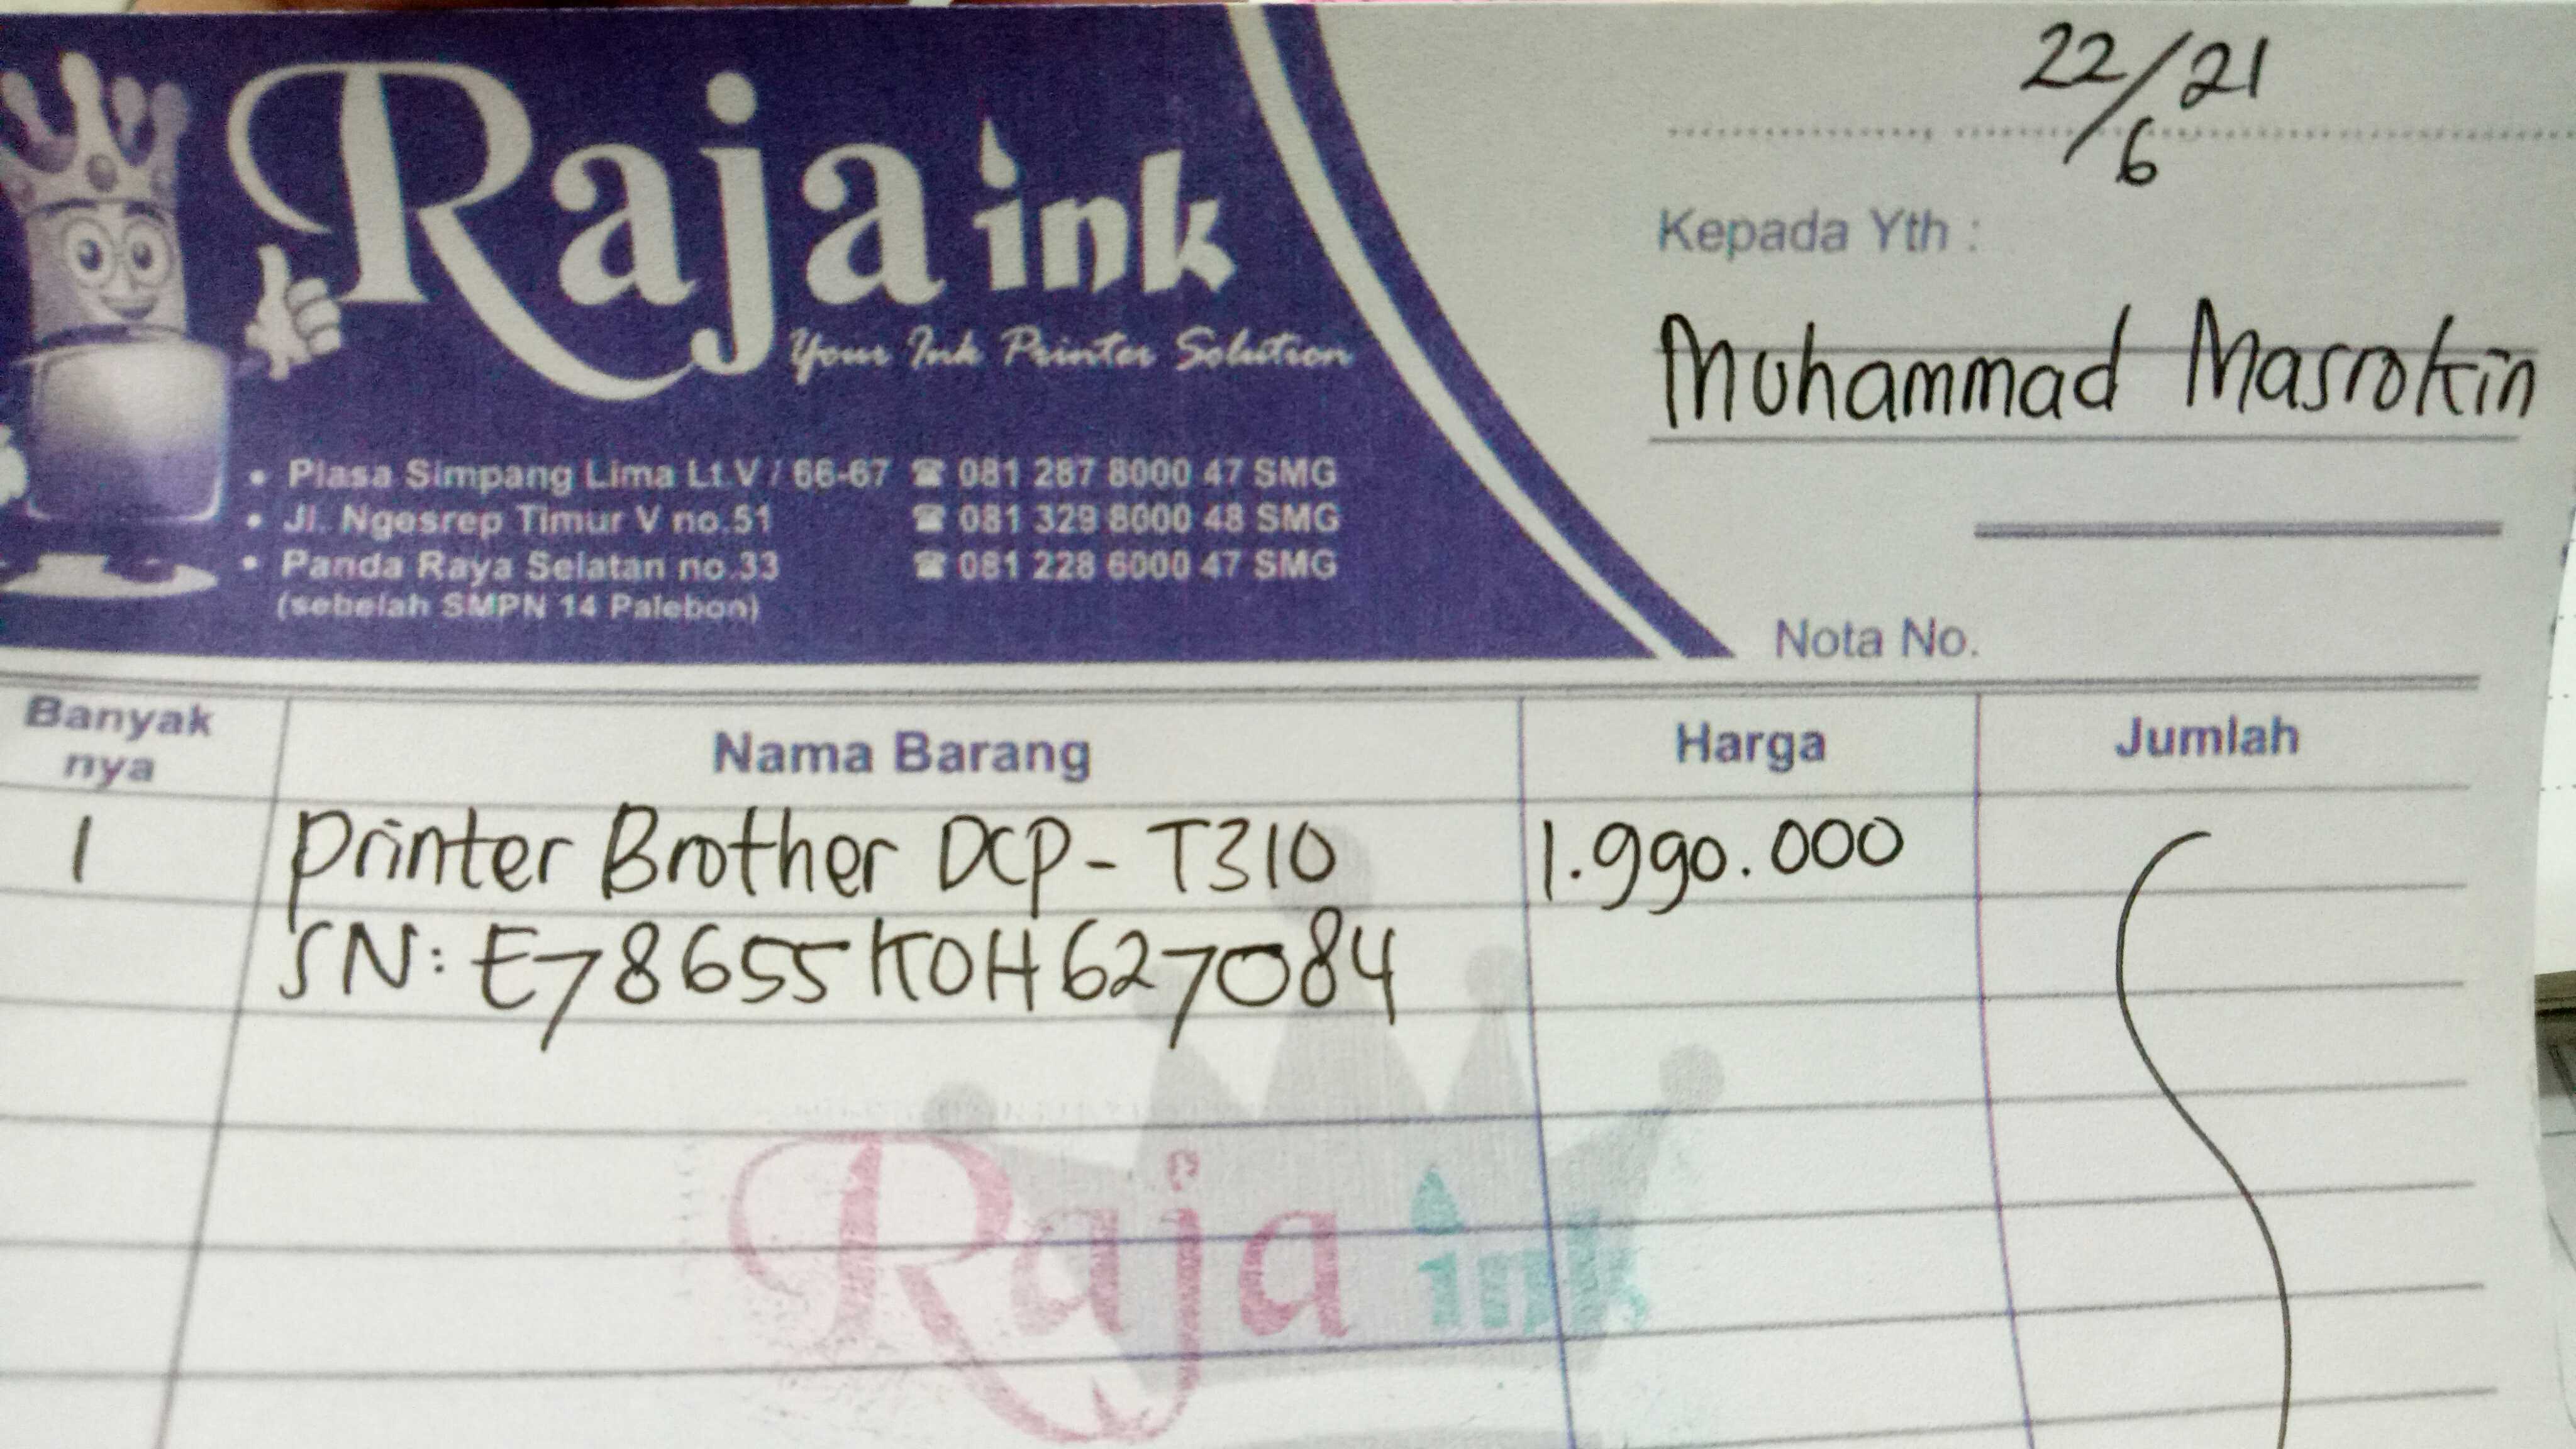 Raja ink
Your Ink Printer Solution
• Plasa Simpang Lima Lt.V / 66-67 ☎ 081 287 8000 47 SMG
• Jl. Ngesrep Timur V no.51 ☎ 081 329 8000 48 SMG
• Panda Raya Selatan no.33 ☎ 081 228 6000 47 SMG
(sebelah SMPN 14 Palebon)
22/6 21
Kepada Yth :
Muhammad Masrokin
Nota No.
Banyak
nya
Nama Barang
Harga
Jumlah
1 Printer Brother DCP-T310 1.990.000
SN: E78655K0H627084
Raja ink